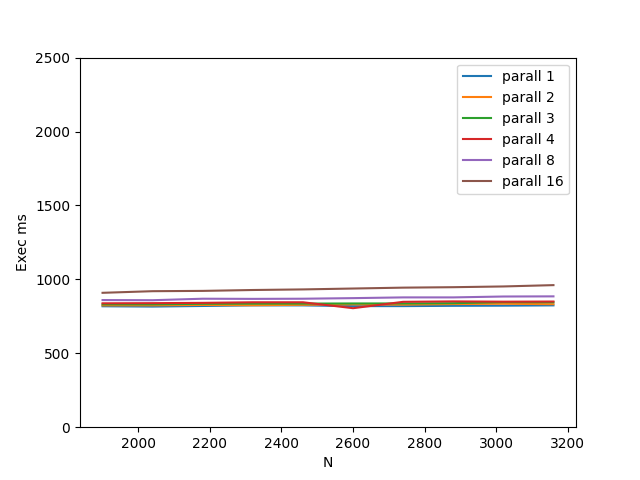 2500
2000
1500
1000
500
0
Exec ms
parall 1
parall 2
parall 3
parall 4
parall 8
parall 16
2000 2200 2400 2600 2800 3000 3200
N